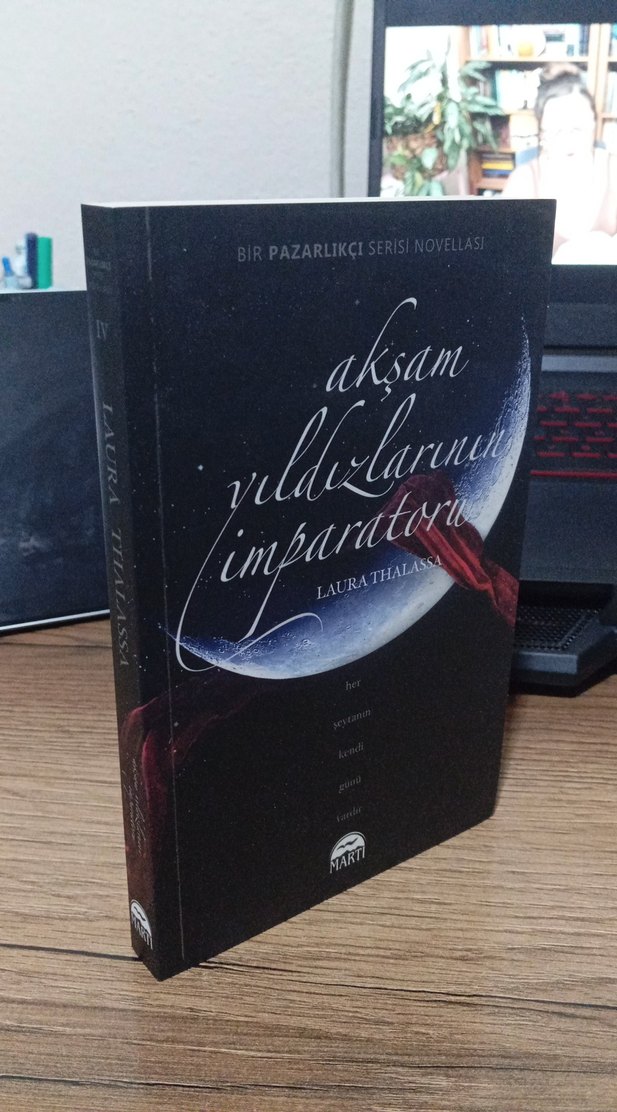 BİR PAZARLIKÇI SERİSİ NOVELLASI
akşam
yıldızlarının
imparatoru
LAURA THALASSA
her
şeytanın
kendi
günü
vardır
MARTI
IV
LAURA THALASSA
MARTI